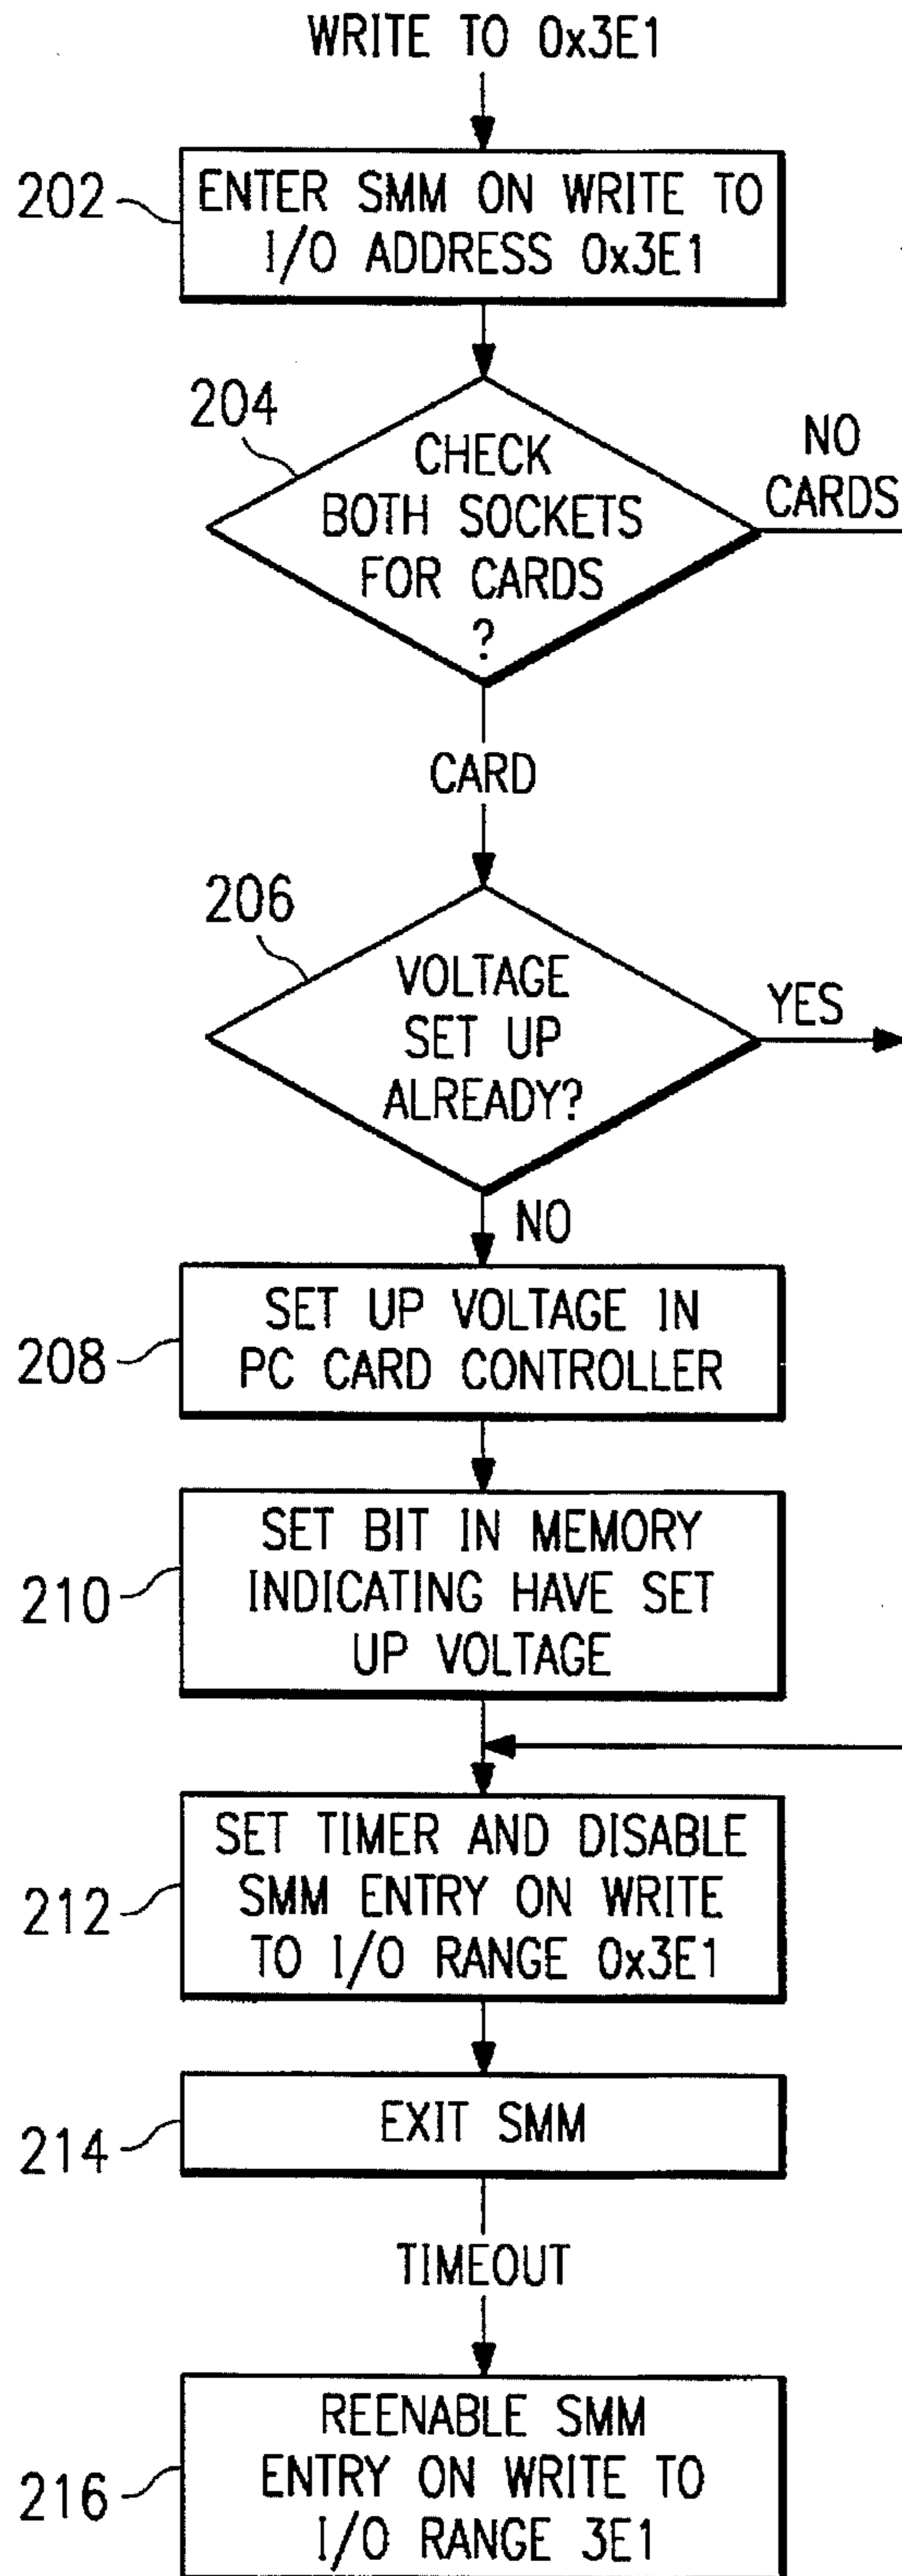 WRITE TO 0x3E1
202
ENTER SMM ON WRITE TO
I/O ADDRESS 0x3E1
204
CHECK
BOTH SOCKETS
FOR CARDS
?
NO
CARDS
CARD
206
VOLTAGE
SET UP
ALREADY?
YES
NO
208
SET UP VOLTAGE IN
PC CARD CONTROLLER
210
SET BIT IN MEMORY
INDICATING HAVE SET
UP VOLTAGE
212
SET TIMER AND DISABLE
SMM ENTRY ON WRITE
TO I/O RANGE 0x3E1
214
EXIT SMM
TIMEOUT
216
REENABLE SMM
ENTRY ON WRITE TO
I/O RANGE 3E1